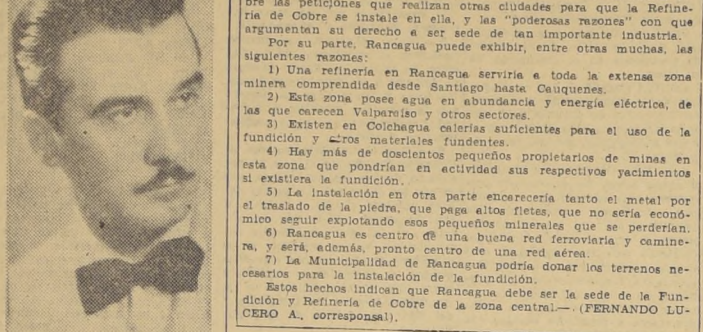 bre las peticiones que realizan otras ciudades para que la Refine-
ría de Cobre se instale en ella, y las "poderosas razones" con que
argumentan su derecho a ser sede de tan importante industria.
Por su parte, Rancagua puede exhibir, entre otras muchas, las
siguientes razones:
1) Una refinería en Rancagua serviría a toda la extensa zona
minera comprendida desde Santiago hasta Cauquenes.
2) Esta zona posee agua en abundancia y energía eléctrica, de
las que carecen Valparaíso y otros sectores.
3) Existen en Colchagua calerías suficientes para el uso de la
fundición y otros materiales fundentes.
4) Hay más de doscientos pequeños propietarios de minas en
esta zona que pondrían en actividad sus respectivos yacimientos
si existiera la fundición.
5) La instalación en otra parte encarecería tanto el metal por
el traslado de la piedra, que paga altos fletes, que no sería econó-
mico seguir explotando esos pequeños minerales que se perderían.
6) Rancagua es centro de una buena red ferroviaria y camine-
ra, y será, además, pronto centro de una red aérea.
7) La Municipalidad de Rancagua podría donar los terrenos ne-
cesarios para la instalación de la fundición.
Estos hechos indican que Rancagua debe ser la sede de la Fun-
dición y Refinería de Cobre de la zona central.— (FERNANDO LU-
CERO A., corresponsal).